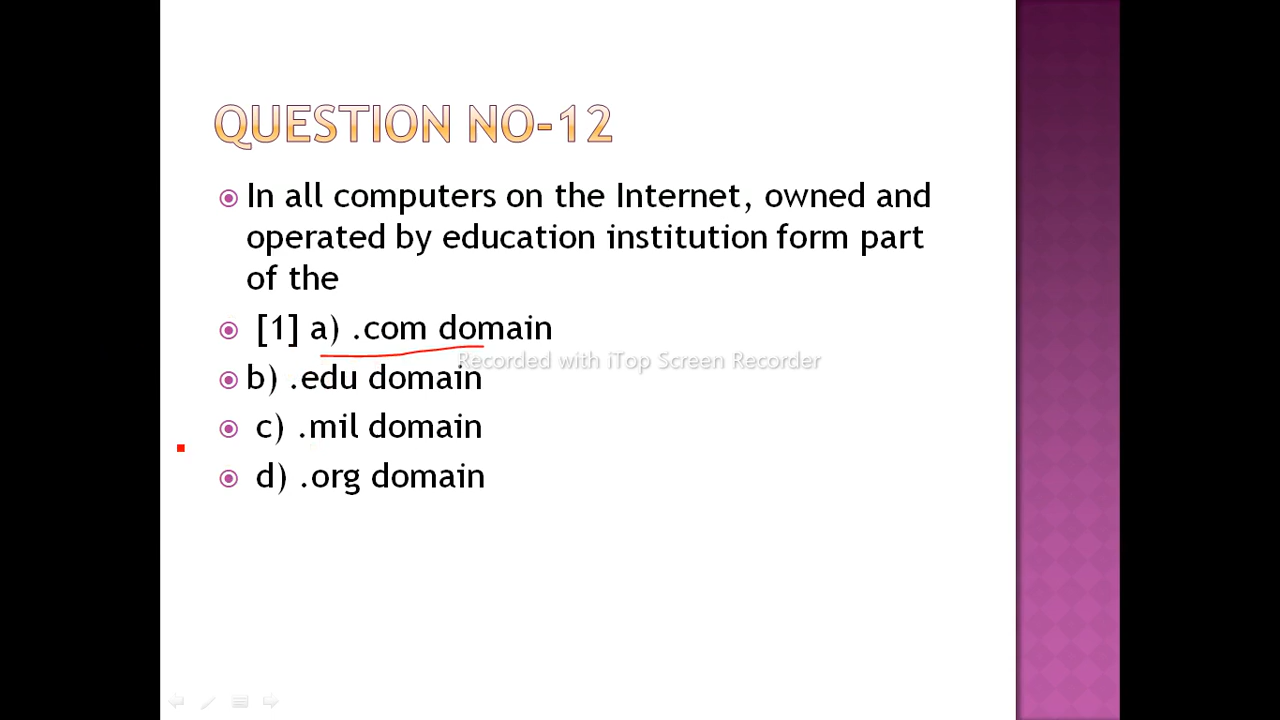 QUESTION NO-12
In all computers on the Internet, owned and
operated by education institution form part
of the
[1] a) .com domain
Recorded with iTop Screen Recorder
b) .edu domain
c) .mil domain
d) .org domain